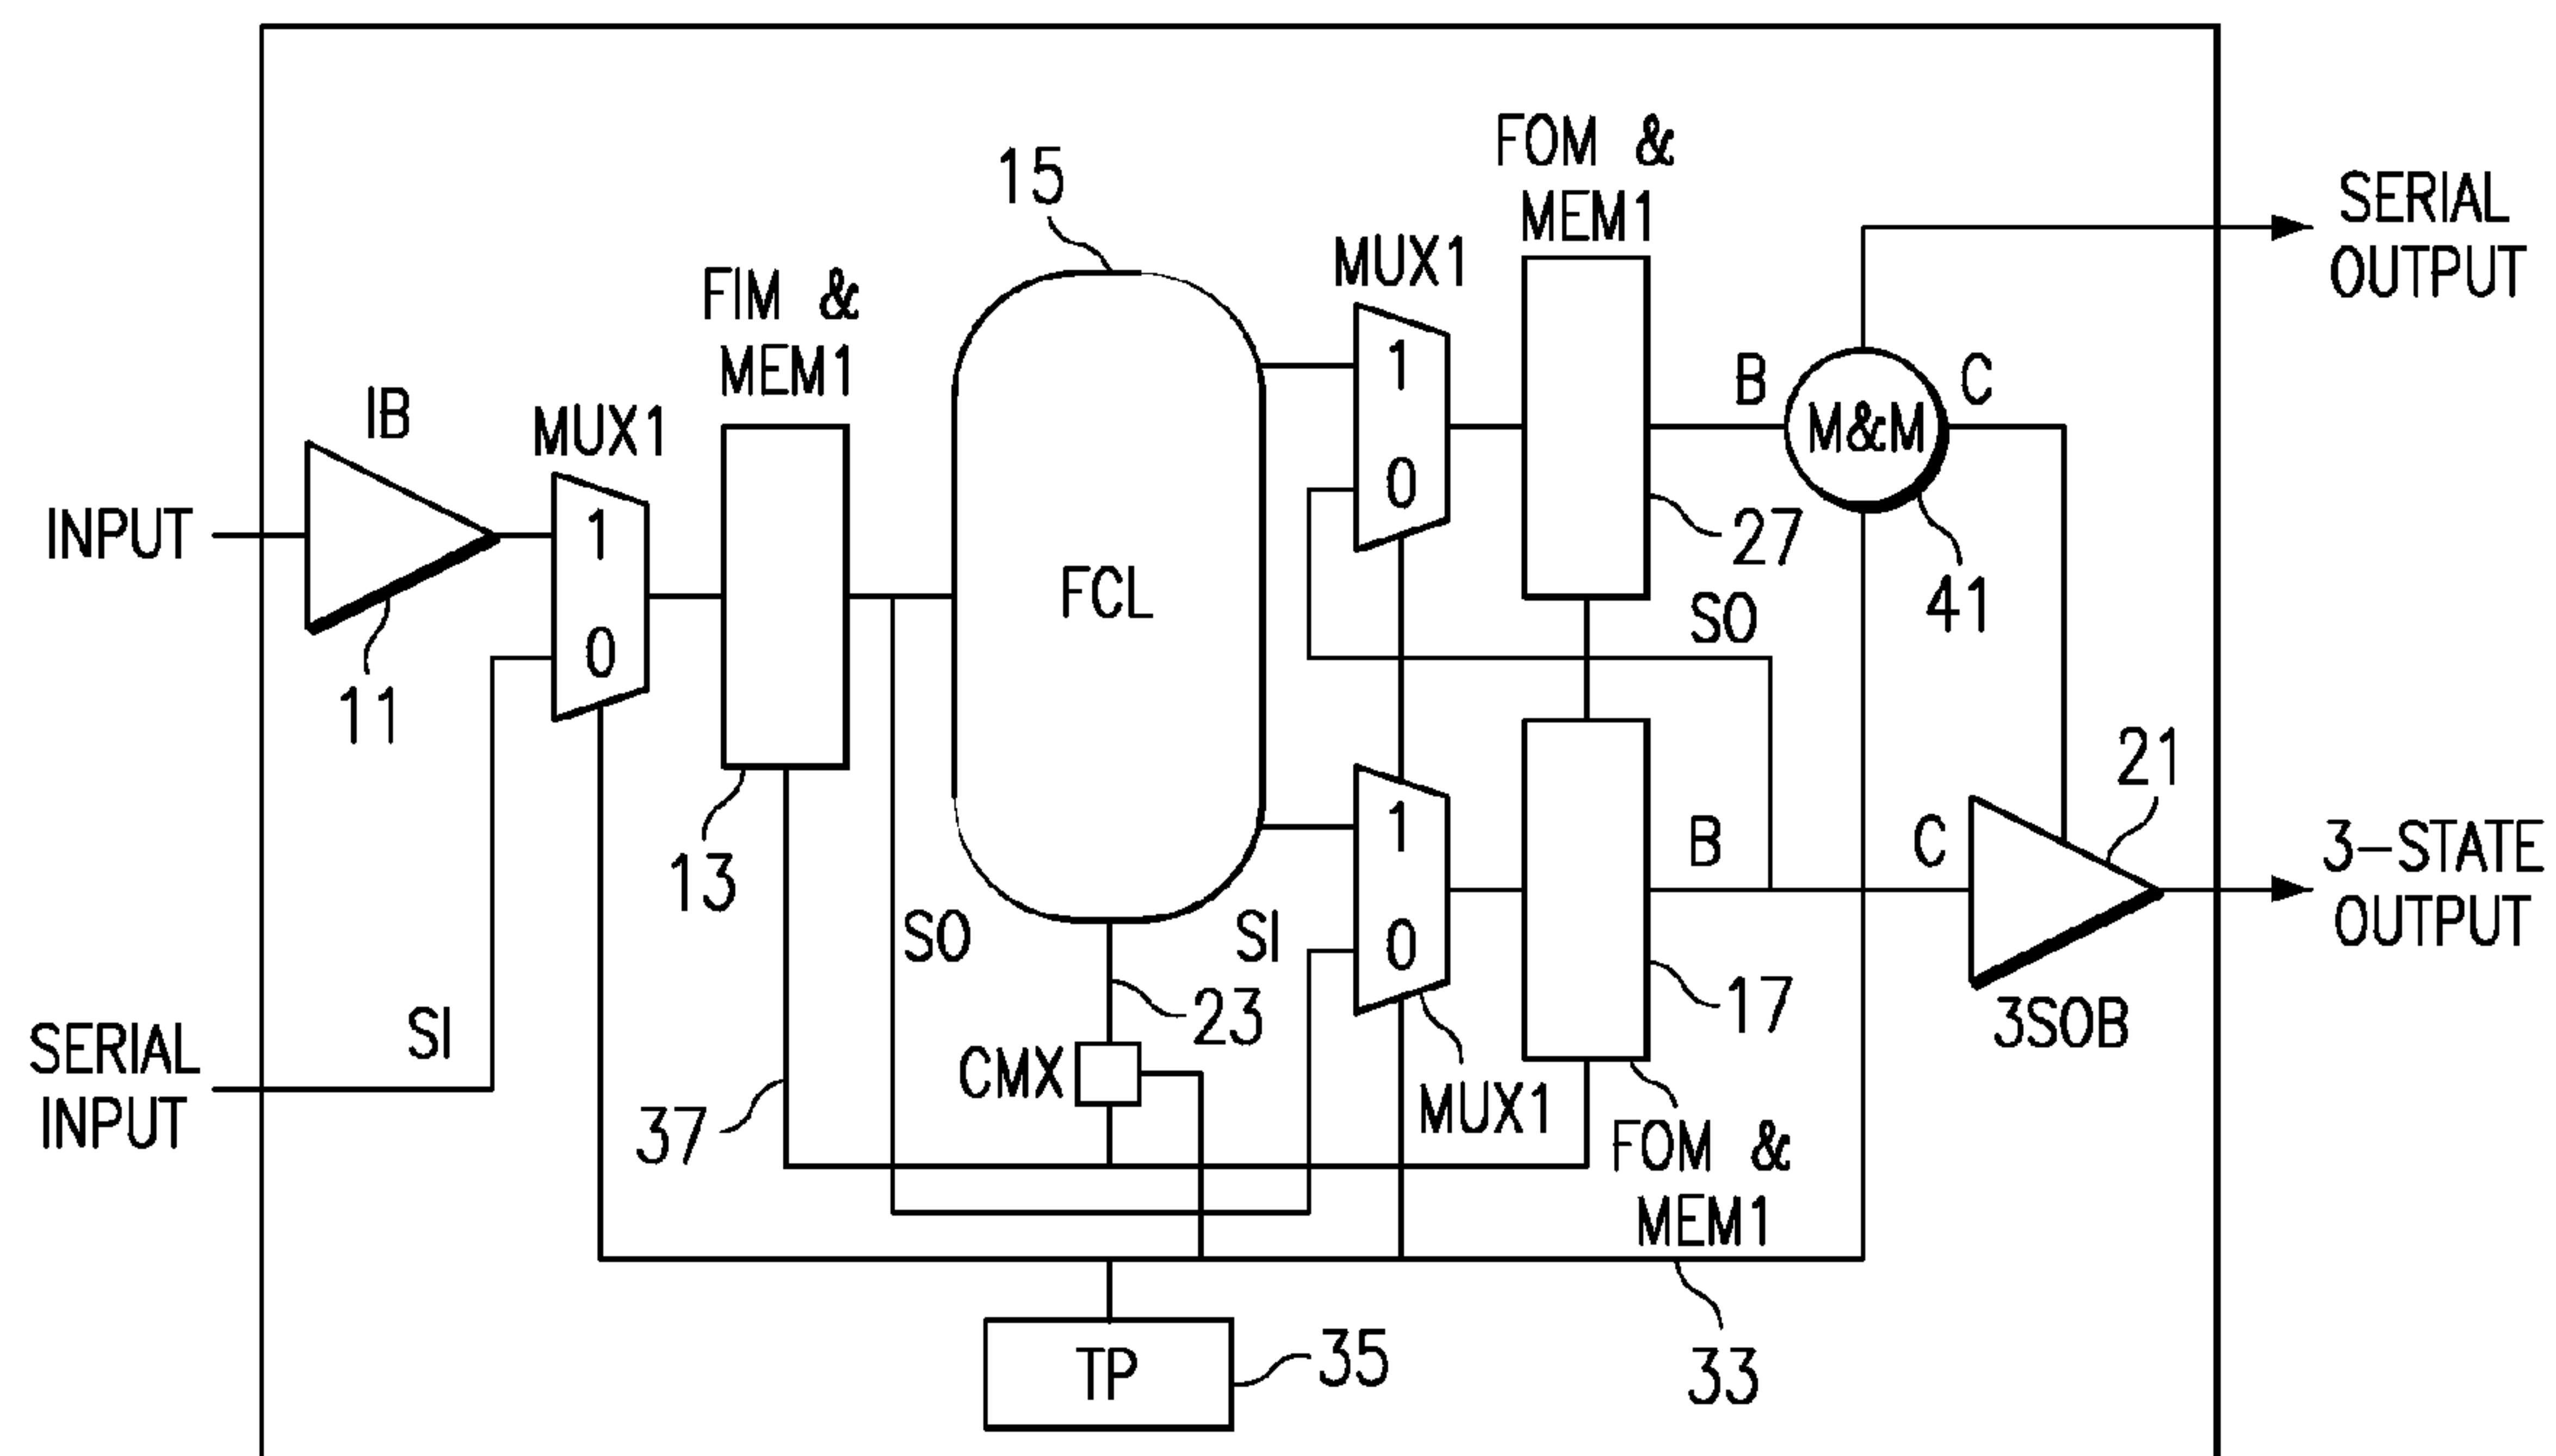 FOM &
MEM1
SERIAL
OUTPUT
15
MUX1
1
0
FIM &
MEM1
IB
MUX1
1
0
B
M&M
C
INPUT
27
41
FCL
SO
11
13
21
1
0
B
C
3-STATE
OUTPUT
SO
SI
23
17
3SOB
SI
SERIAL
INPUT
CMX
MUX1
37
FOM &
MEM1
TP
35
33